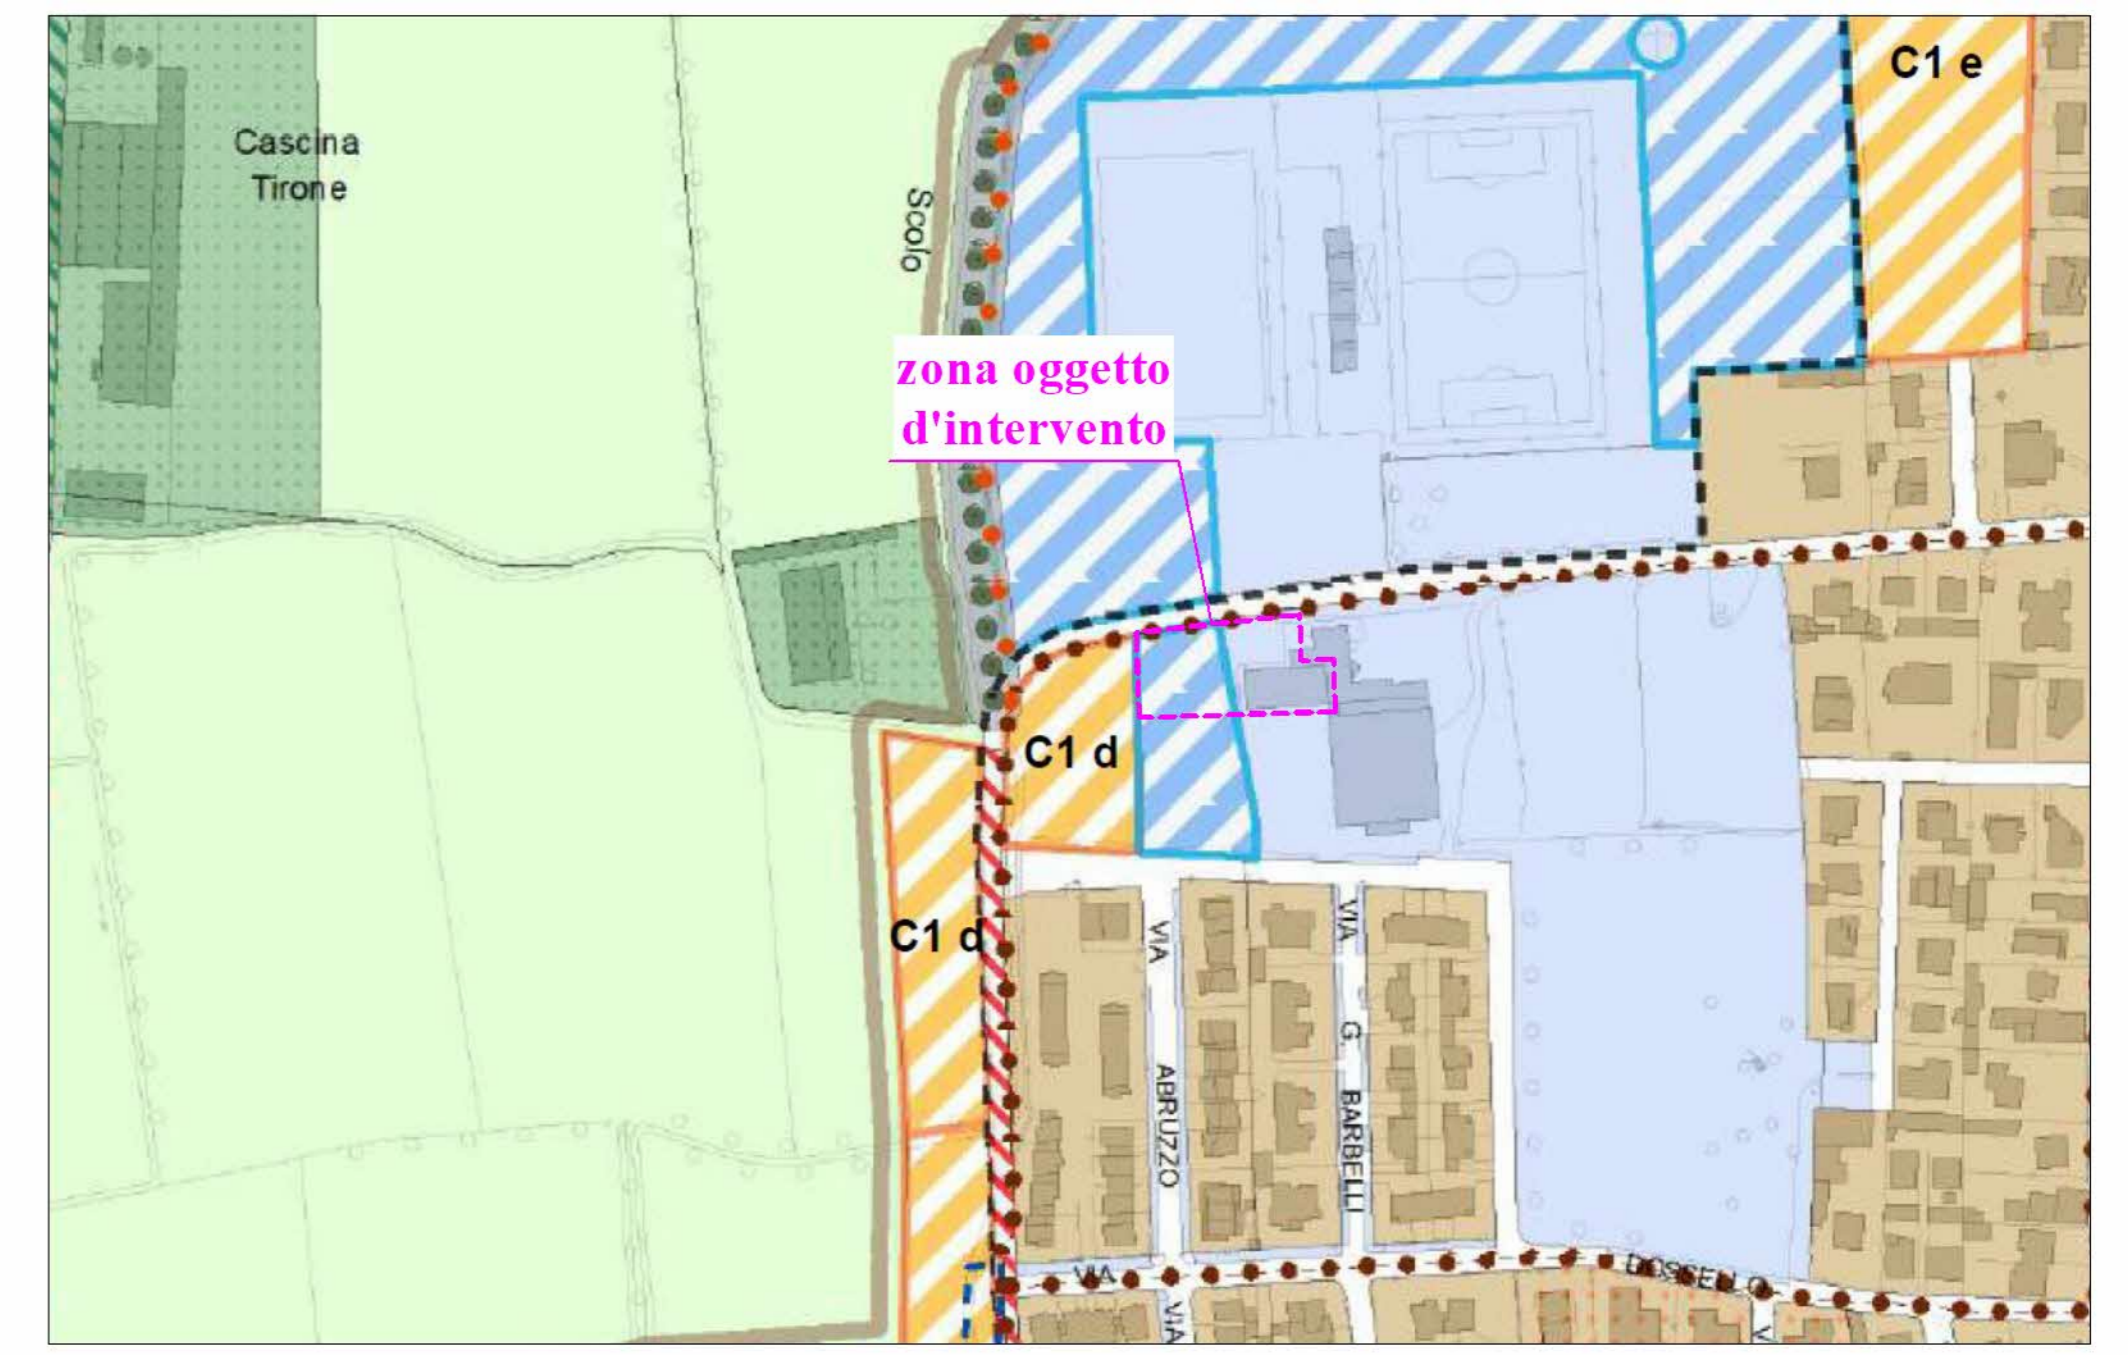 C1 e
Cascina
Tirone
Scolo
zona oggetto
d'intervento
C1 d
C1 d
VIA
ABRUZZO
VIA
G.
BARBELLI
VIA
DOSSELLO
VIA
V